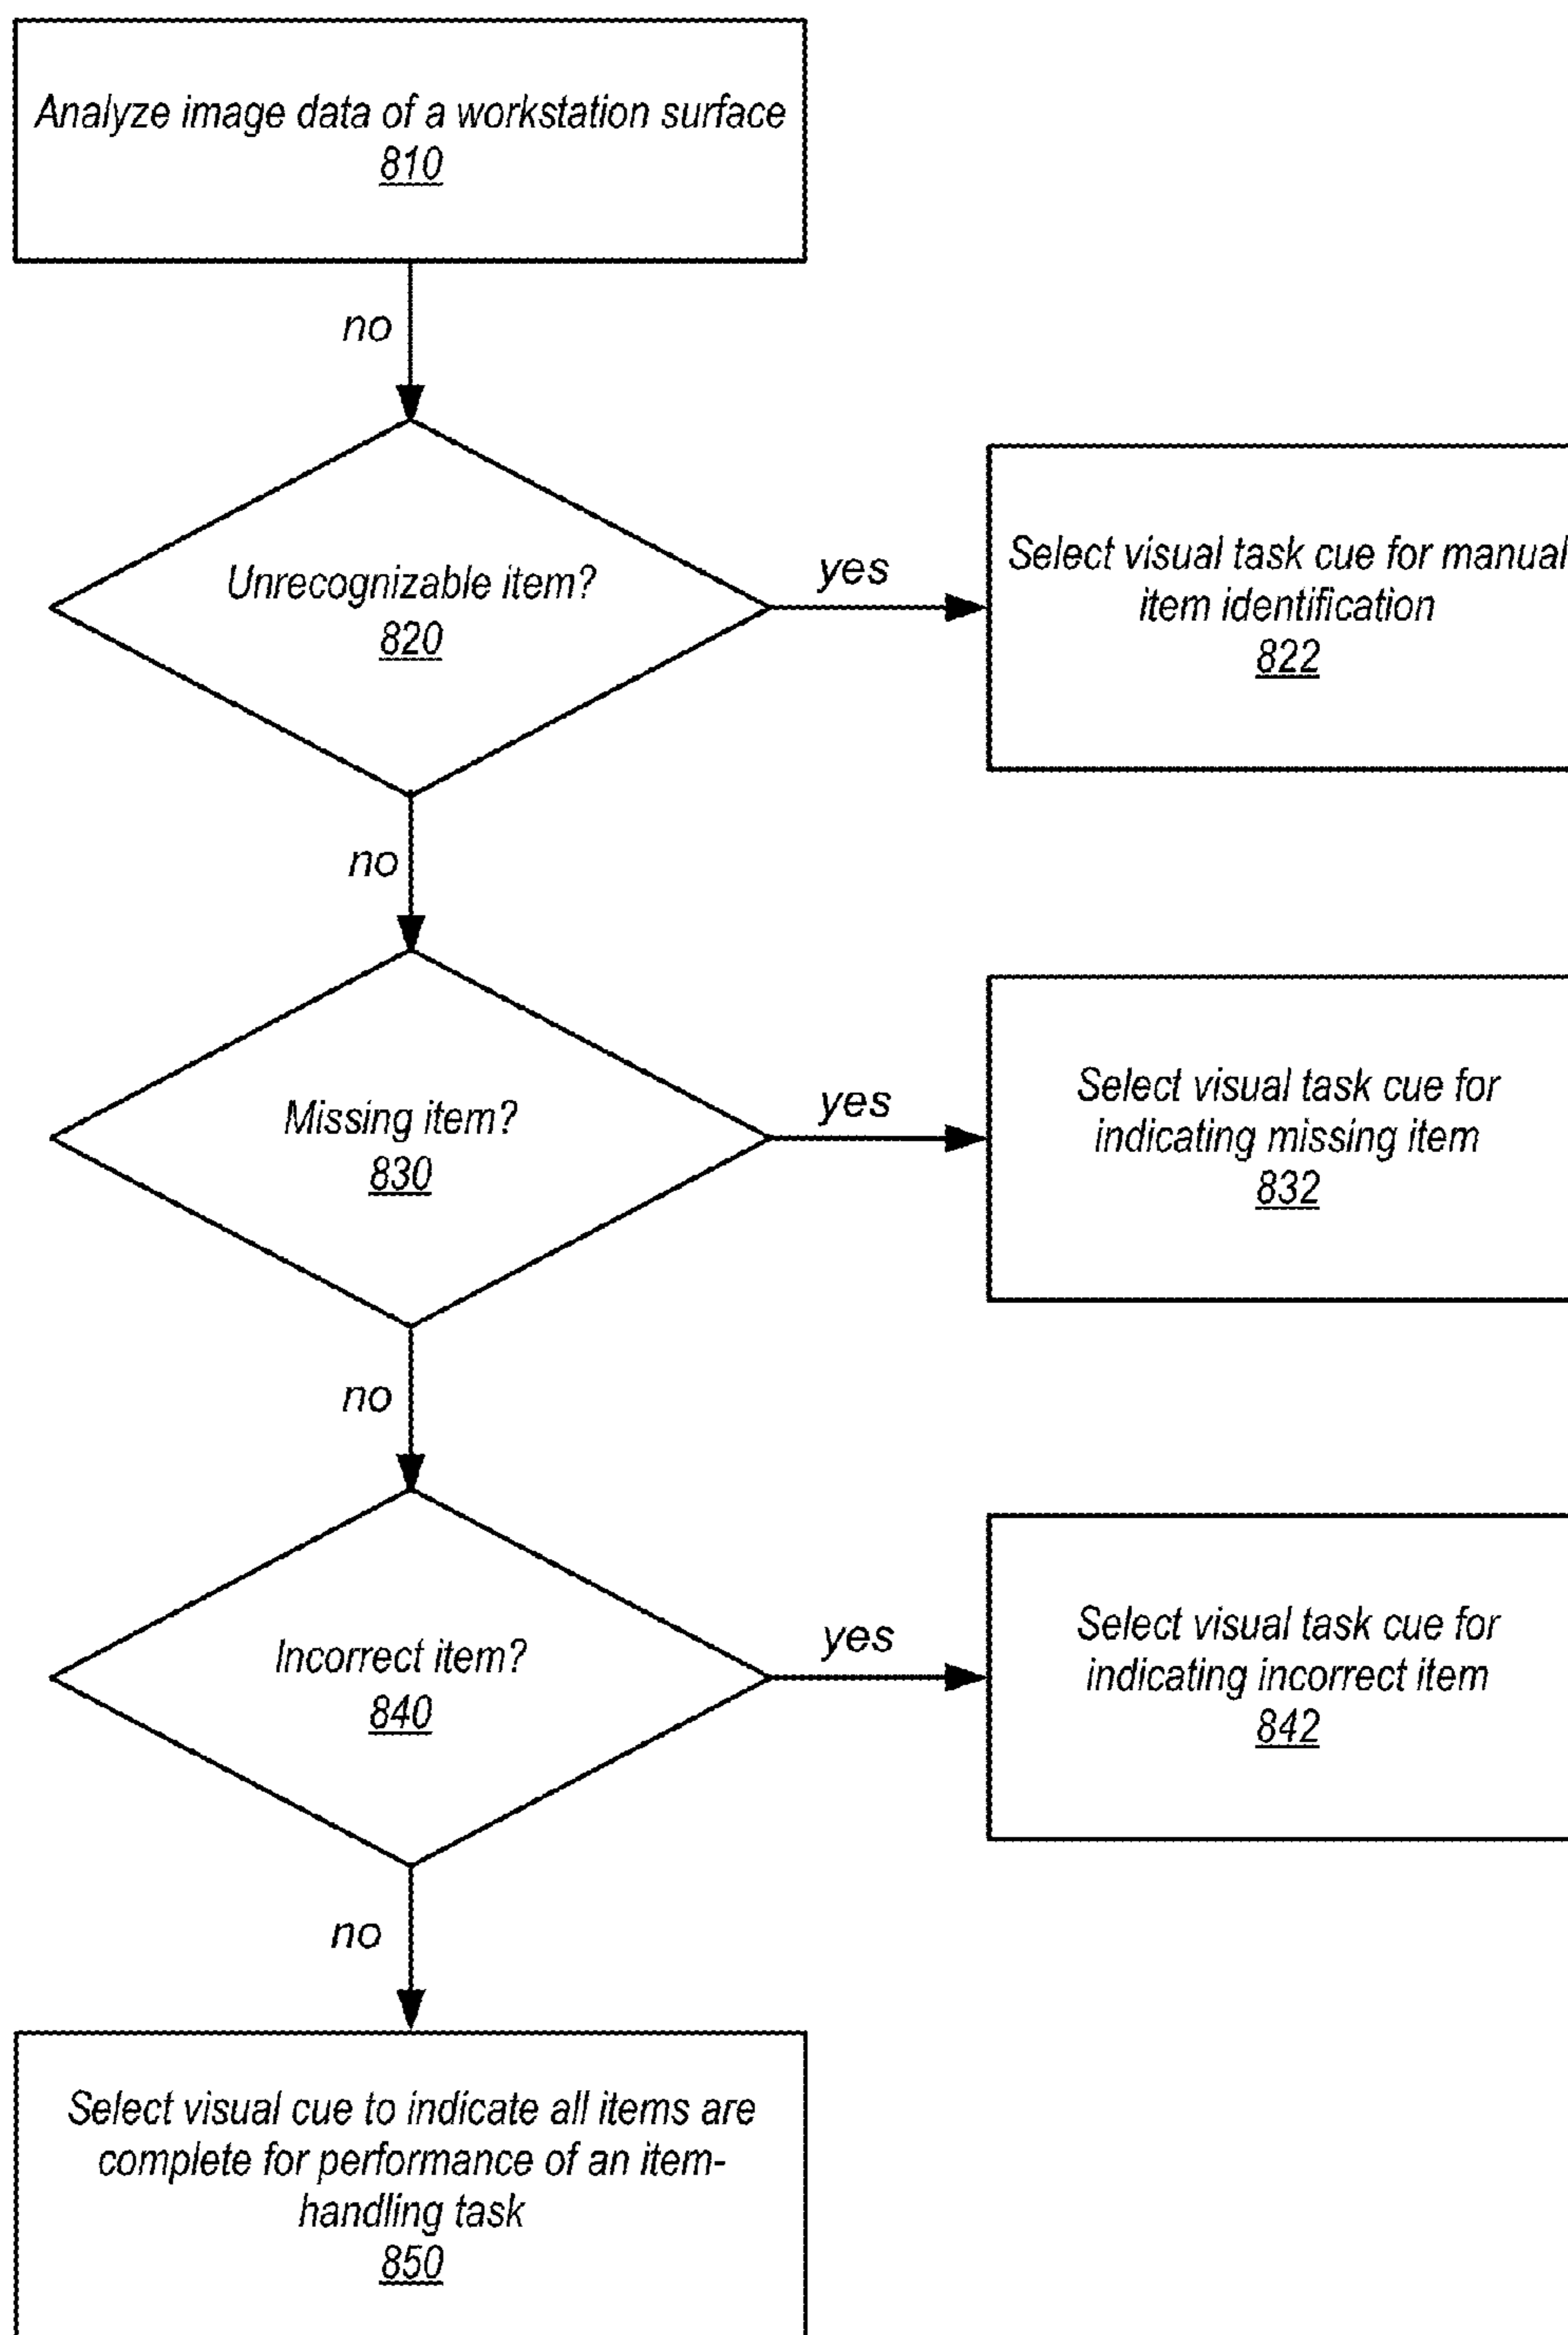 Analyze image data of a workstation surface
810
no
Unrecognizable item?
820
yes
Select visual task cue for manual
item identification
822
no
Missing item?
830
yes
Select visual task cue for
indicating missing item
832
no
Incorrect item?
840
yes
Select visual task cue for
indicating incorrect item
842
no
Select visual cue to indicate all items are
complete for performance of an item-
handling task
850